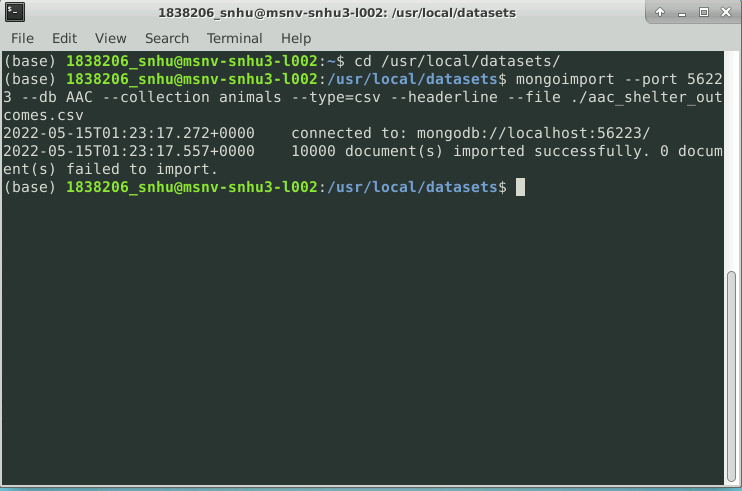 1838206_snhu@msnv-snhu3-l002: /usr/local/datasets
File Edit View Search Terminal Help
(base) 1838206_snhu@msnv-snhu3-l002:~$ cd /usr/local/datasets/
(base) 1838206_snhu@msnv-snhu3-l002:/usr/local/datasets$ mongoimport --port 5622
3 --db AAC --collection animals --type=csv --headerline --file ./aac_shelter_out
comes.csv
2022-05-15T01:23:17.272+0000    connected to: mongodb://localhost:56223/
2022-05-15T01:23:17.557+0000    10000 document(s) imported successfully. 0 docum
ent(s) failed to import.
(base) 1838206_snhu@msnv-snhu3-l002:/usr/local/datasets$